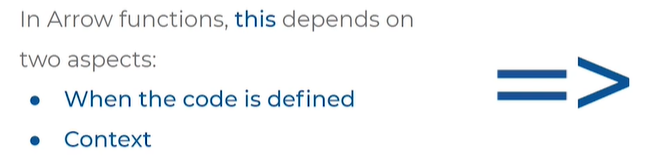 In Arrow functions, this depends on
two aspects:
● When the code is defined
● Context
=>